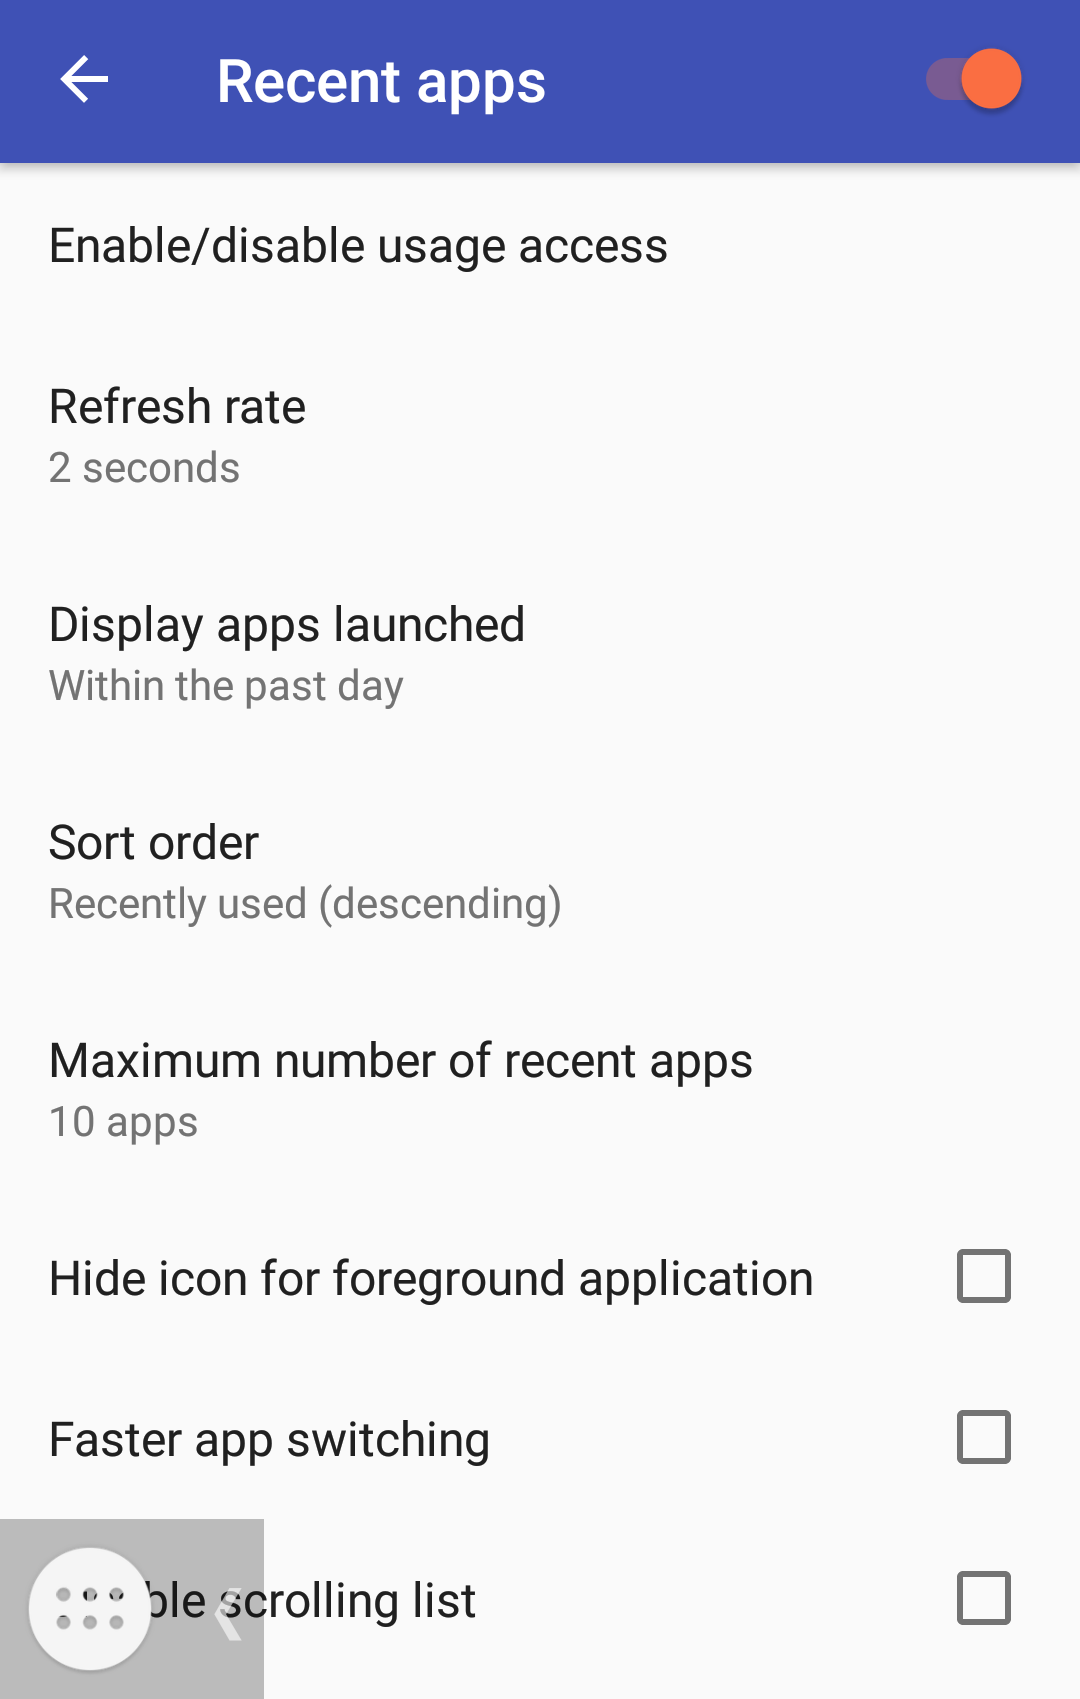 Recent apps
Enable/disable usage access
Refresh rate
2 seconds
Display apps launched
Within the past day
Sort order
Recently used (descending)
Maximum number of recent apps
10 apps
Hide icon for foreground application
Faster app switching
scrolling list